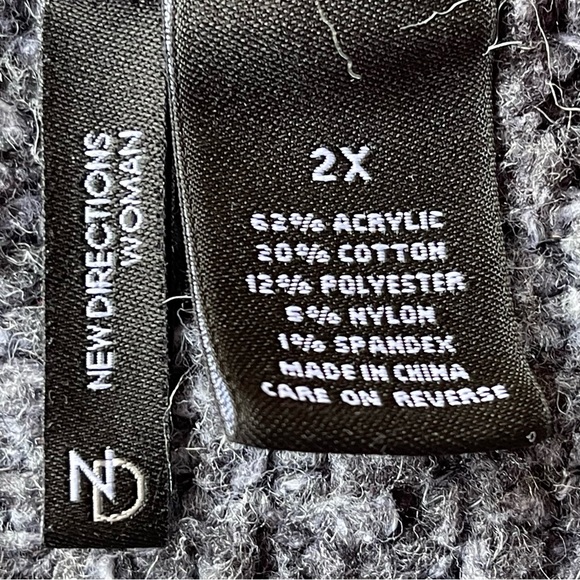 NEW DIRECTIONS
WOMAN
ND
2X
62% ACRYLIC
20% COTTON
12% POLYESTER
5% NYLON
1% SPANDEX
MADE IN CHINA
CARE ON REVERSE